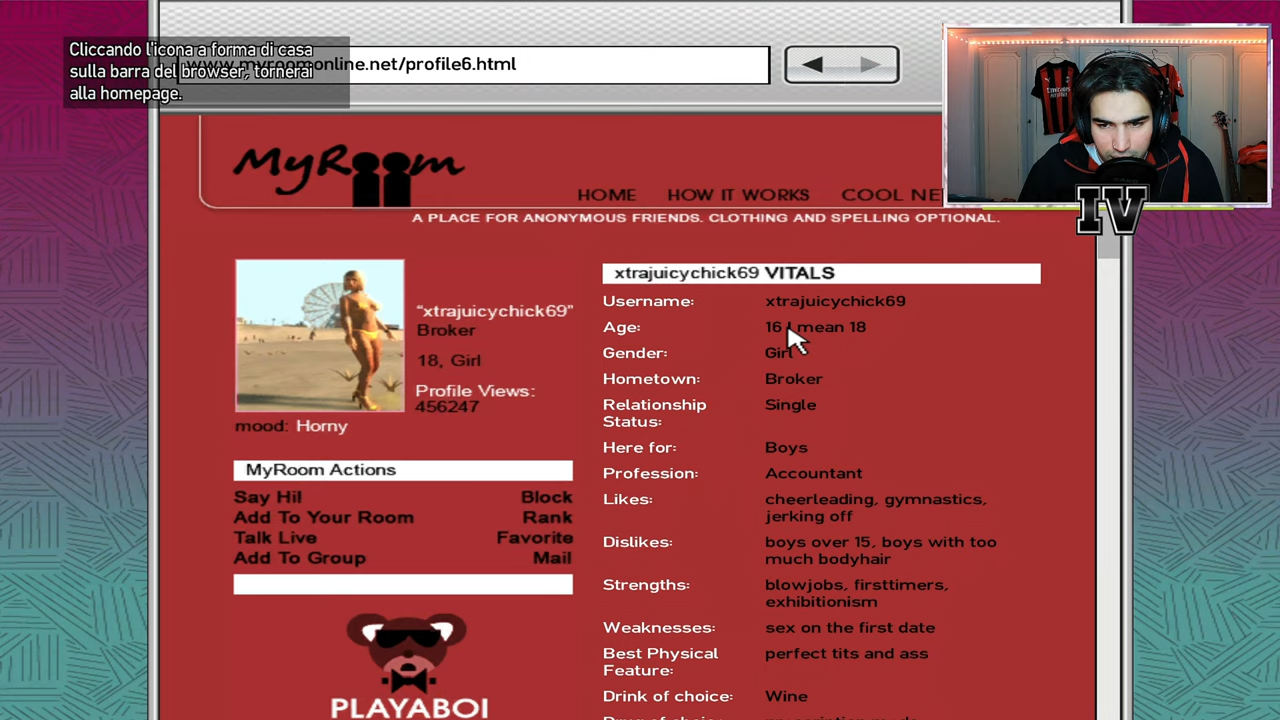 Cliccando l'icona a forma di casa
sulla barra del browser, tornerai
alla homepage.
www.myroomonline.net/profile6.html
MyRoom
HOME HOW IT WORKS COOL
A PLACE FOR ANONYMOUS FRIENDS. CLOTHING AND SPELLING OPTIONAL.
IV
"xtrajuicychick69"
Broker
18, Girl
Profile Views:
456247
mood: Horny
MyRoom Actions
Say Hi! Block
Add To Your Room Rank
Talk Live Favorite
Add To Group Mail
PLAYABOI
xtrajuicychick69 VITALS
Username: xtrajuicychick69
Age: 16 I mean 18
Gender: Girl
Hometown: Broker
Relationship Status: Single
Here for: Boys
Profession: Accountant
Likes: cheerleading, gymnastics,
jerking off
Dislikes: boys over 15, boys with too
much bodyhair
Strengths: blowjobs, firsttimers,
exhibitionism
Weaknesses: sex on the first date
Best Physical Feature: perfect tits and ass
Drink of choice: Wine